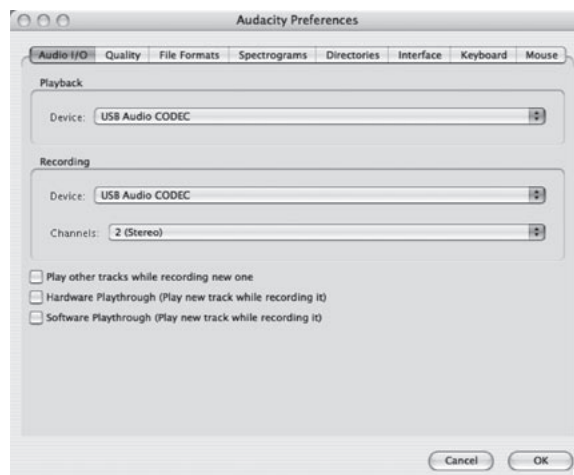 Audacity Preferences
Audio I/O Quality File Formats Spectrograms Directories Interface Keyboard Mouse
Playback
Device: USB Audio CODEC
Recording
Device: USB Audio CODEC
Channels: 2 (Stereo)
Play other tracks while recording new one
Hardware Playthrough (Play new track while recording it)
Software Playthrough (Play new track while recording it)
Cancel OK